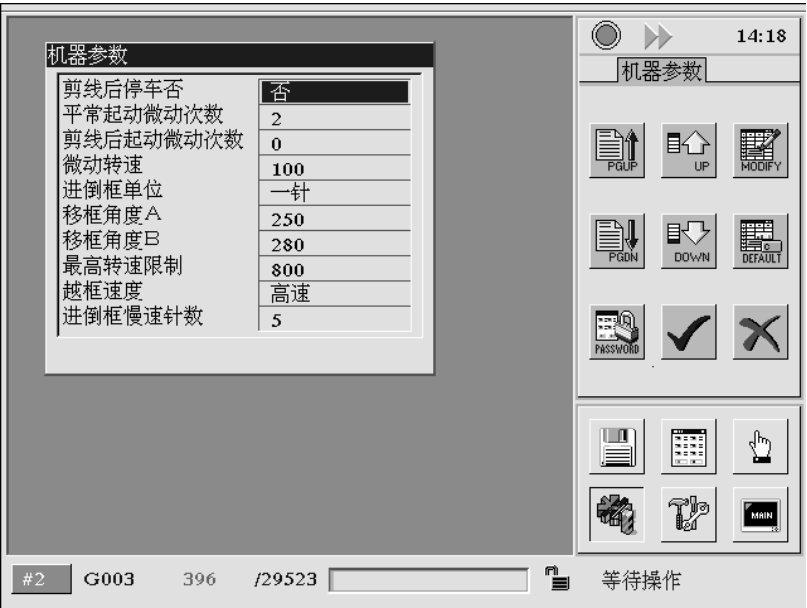 机器参数
剪线后停车否 否
平常起动微动次数 2
剪线后起动微动次数 0
微动转速 100
进倒框单位 一针
移框角度A 250
移框角度B 280
最高转速限制 800
越框速度 高速
进倒框慢速针数 5
14:18
机器参数
PGUP UP MODIFY
PGDN DOWN DEFAULT
PASSWORD
MAIN
#2 G003 396 /29523 等待操作